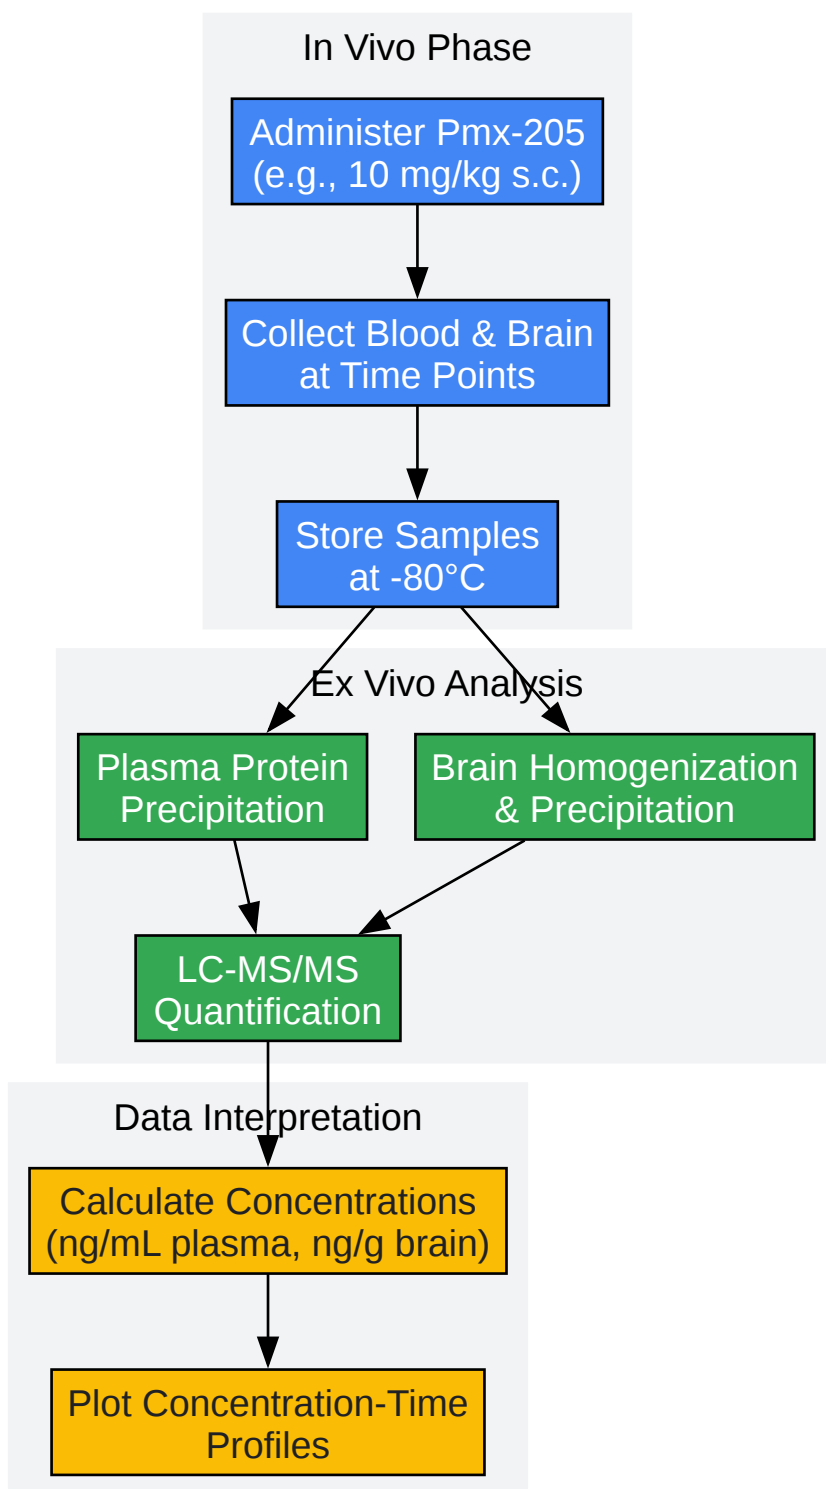 In Vivo Phase
Administer Pmx-205
(e.g., 10 mg/kg s.c.)
Collect Blood & Brain
at Time Points
Store Samples
at -80°C
Ex Vivo Analysis
Plasma Protein
Precipitation
Brain Homogenization
& Precipitation
LC-MS/MS
Quantification
Data Interpretation
Calculate Concentrations
(ng/mL plasma, ng/g brain)
Plot Concentration-Time
Profiles